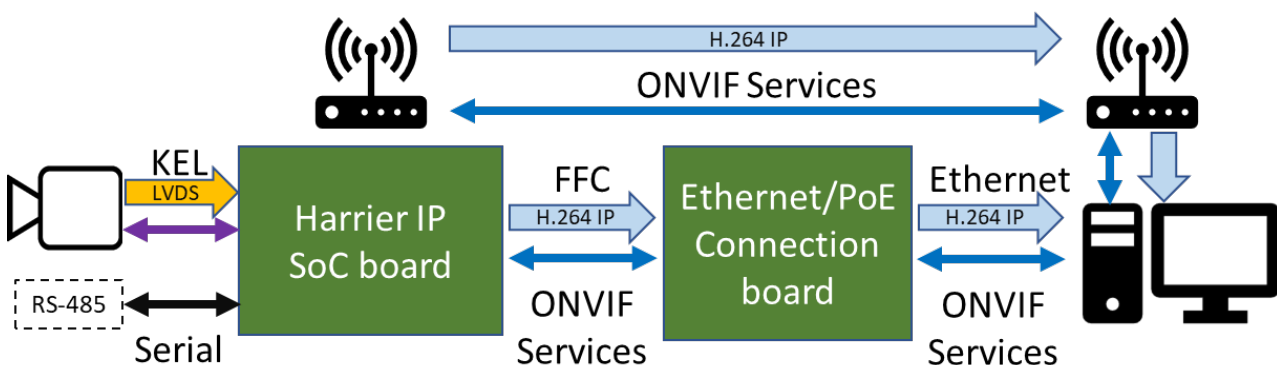 H.264 IP
ONVIF Services
KEL
LVDS
Harrier IP
SoC board
RS-485
Serial
FFC
H.264 IP
ONVIF
Services
Ethernet/PoE
Connection
board
Ethernet
H.264 IP
ONVIF
Services